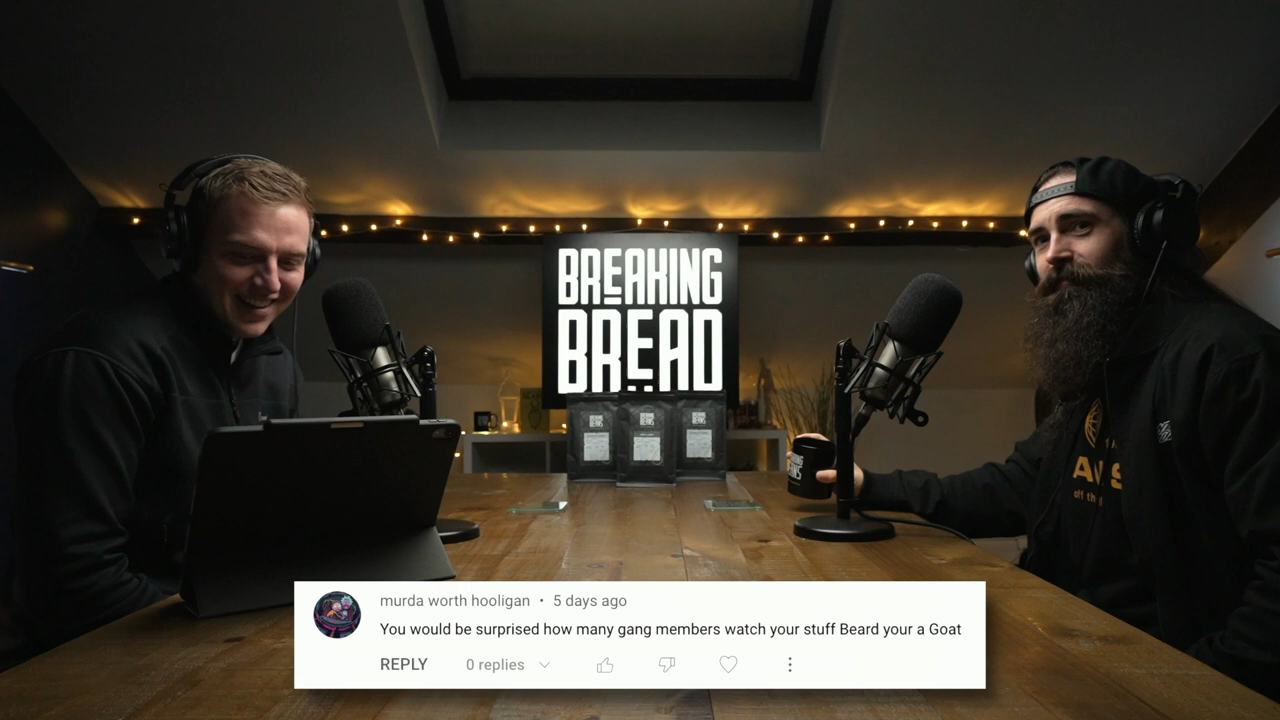 BREAKING
BREAD
murda worth hooligan • 5 days ago
You would be surprised how many gang members watch your stuff Beard your a Goat
REPLY 0 replies